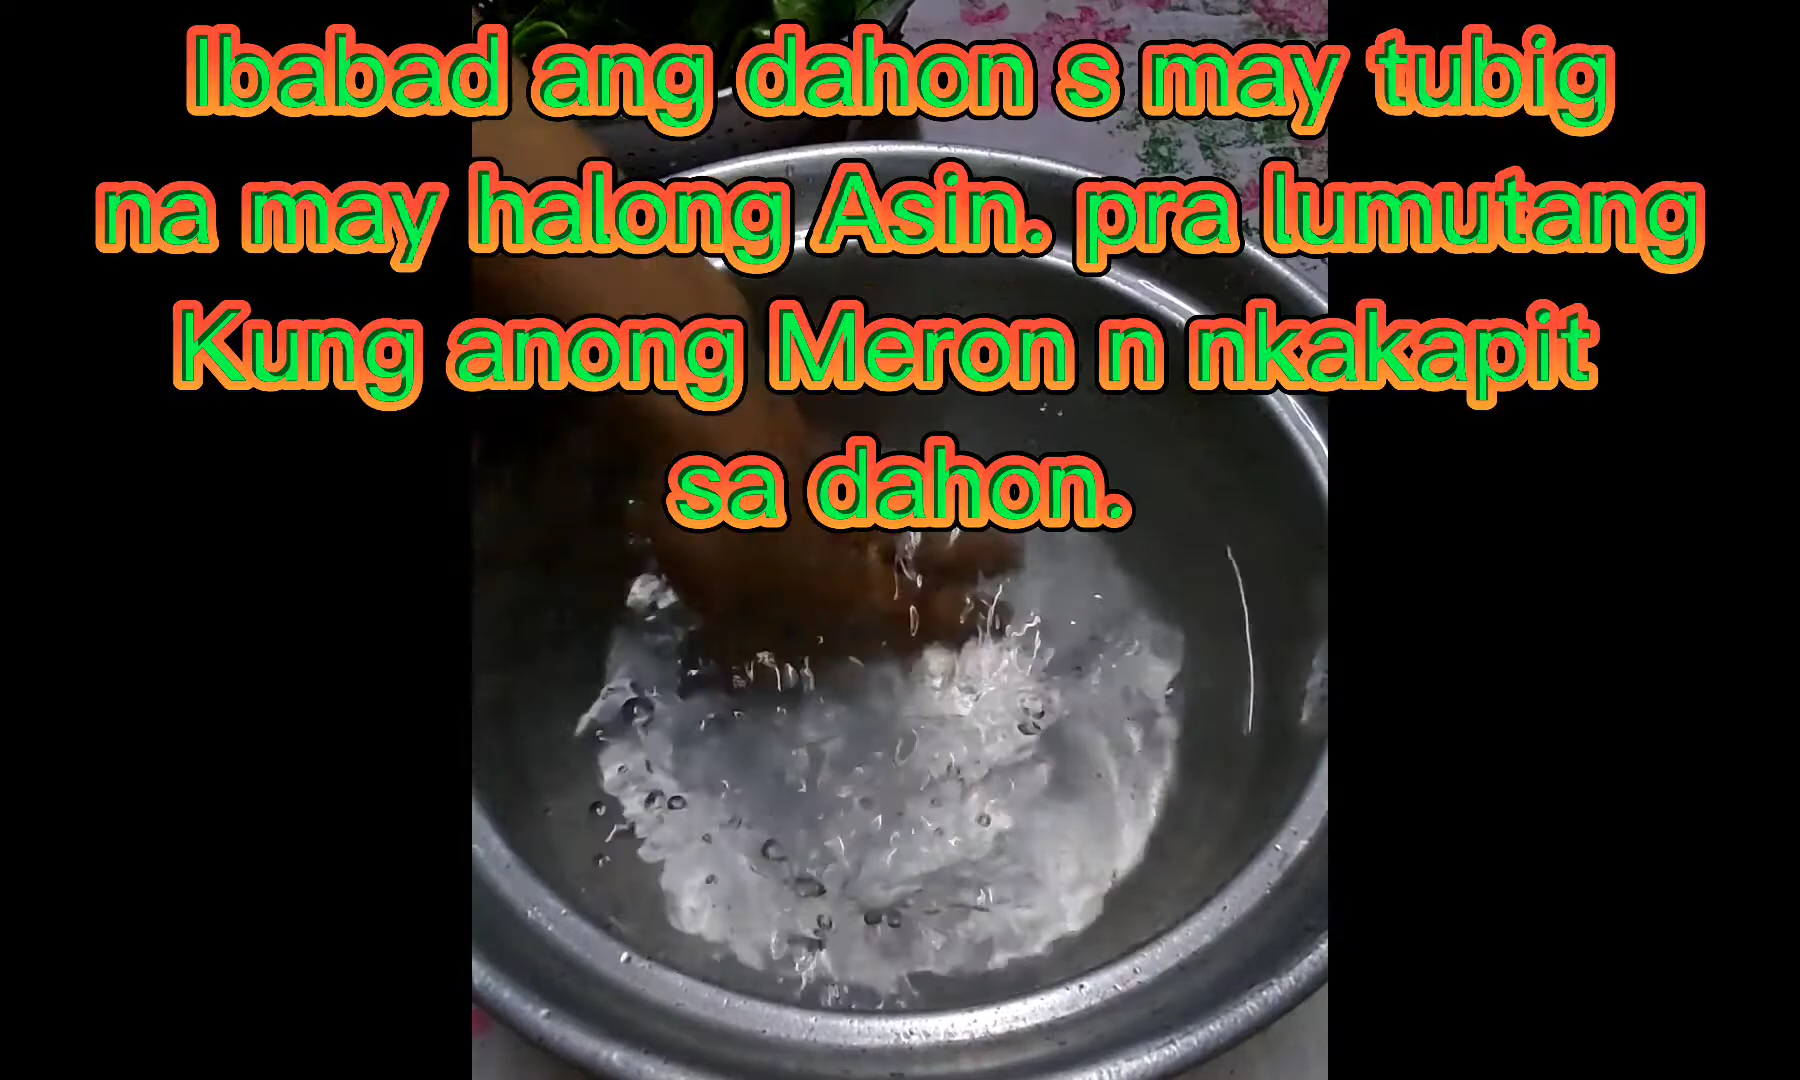 Ibabad ang dahon s may tubig
na may halong Asin. pra lumutang
Kung anong Meron n nkakapit
sa dahon.